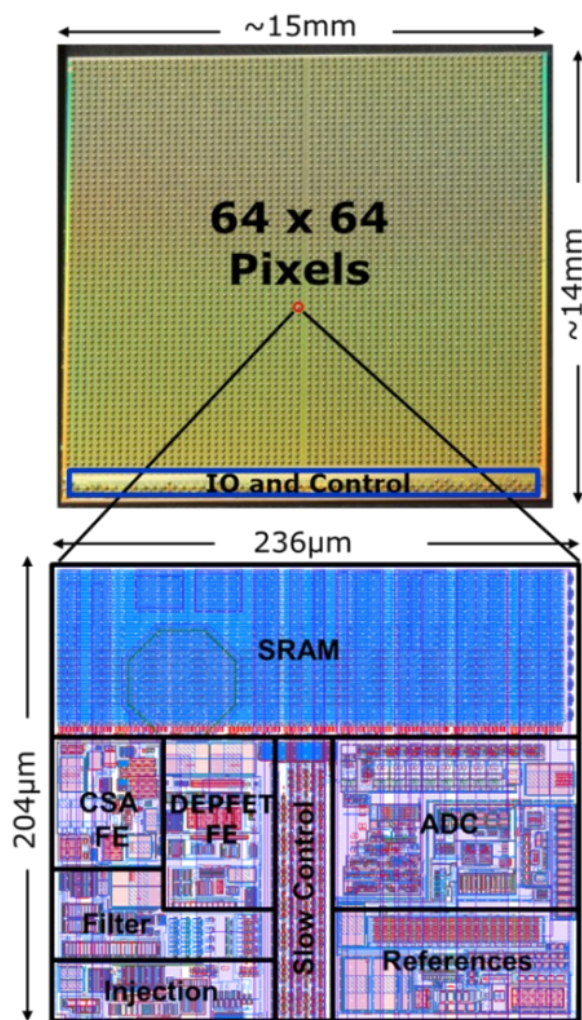 ~15mm
64 x 64
Pixels
~14mm
IO and Control
236µm
204µm
SRAM
CSA
FE
DEPFET
FE
Slow Control
ADC
Filter
References
Injection